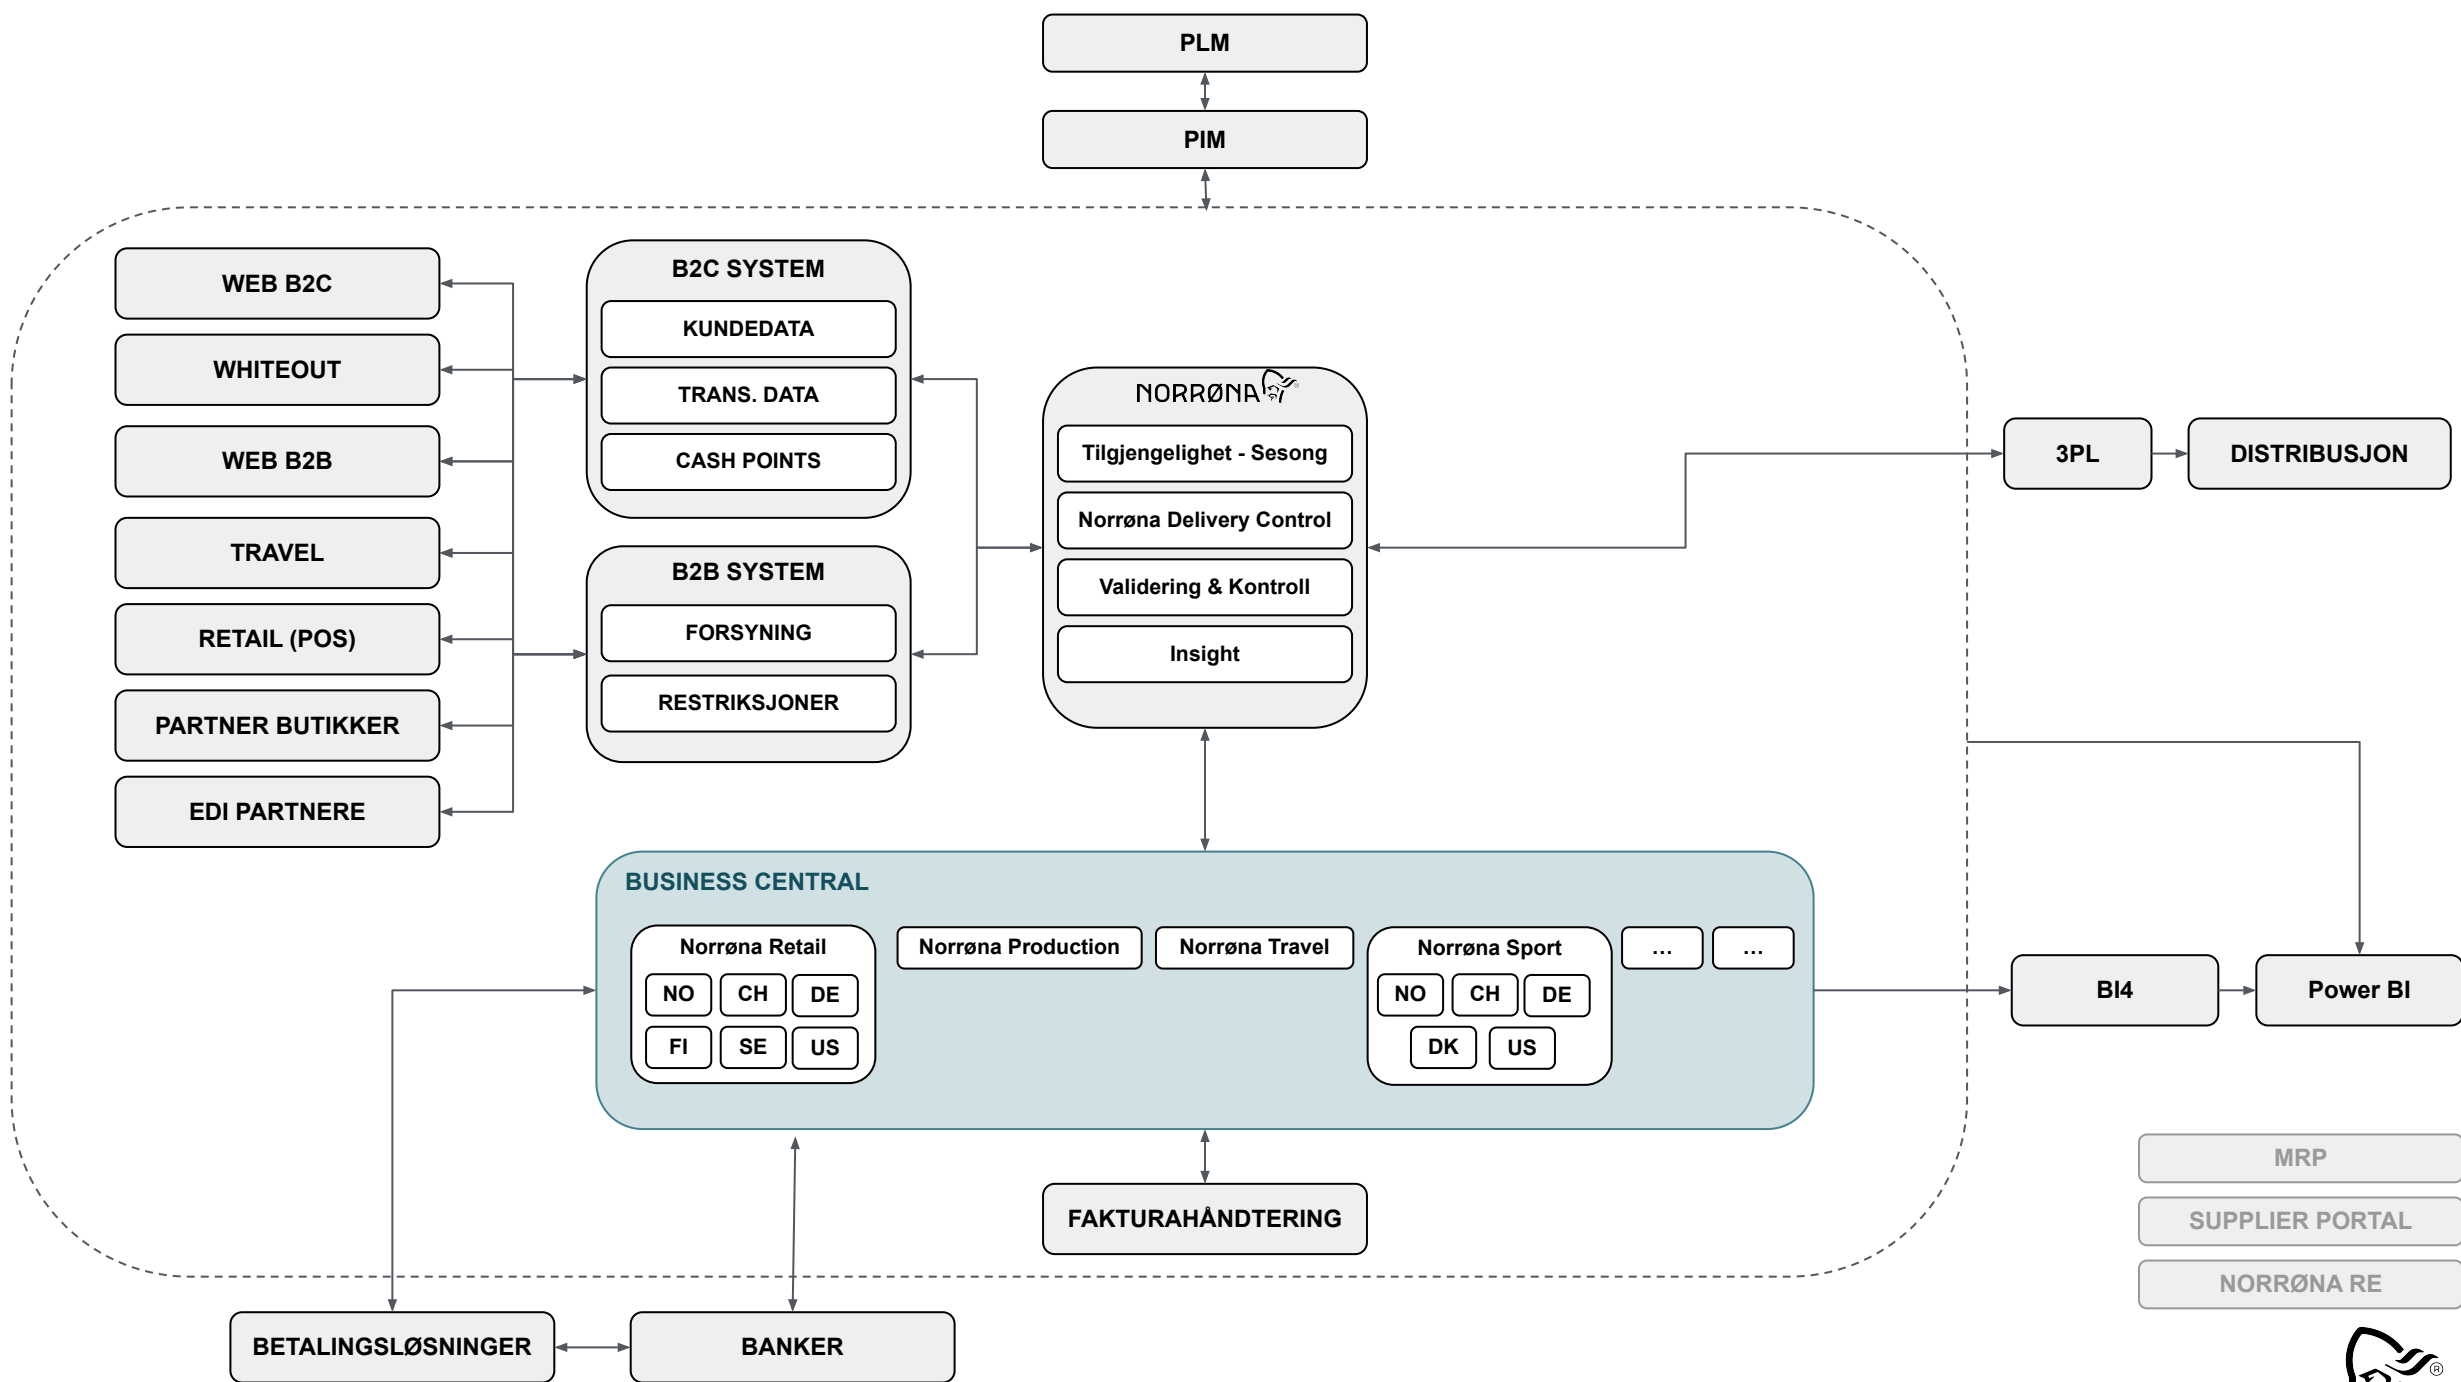 PLM
PIM
WEB B2C
WHITEOUT
WEB B2B
TRAVEL
RETAIL (POS)
PARTNER BUTIKKER
EDI PARTNERE
B2C SYSTEM
KUNDEDATA
TRANS. DATA
CASH POINTS
B2B SYSTEM
FORSYNING
RESTRIKSJONER
NORRØNA
Tilgjengelighet - Sesong
Norrøna Delivery Control
Validering & Kontroll
Insight
3PL
DISTRIBUSJON
BUSINESS CENTRAL
Norrøna Retail
NO CH DE
FI SE US
Norrøna Production
Norrøna Travel
Norrøna Sport
NO CH DE
DK US
...
...
BI4
Power BI
FAKTURAHÅNDTERING
BETALINGSLØSNINGER
BANKER
MRP
SUPPLIER PORTAL
NORRØNA RE
®